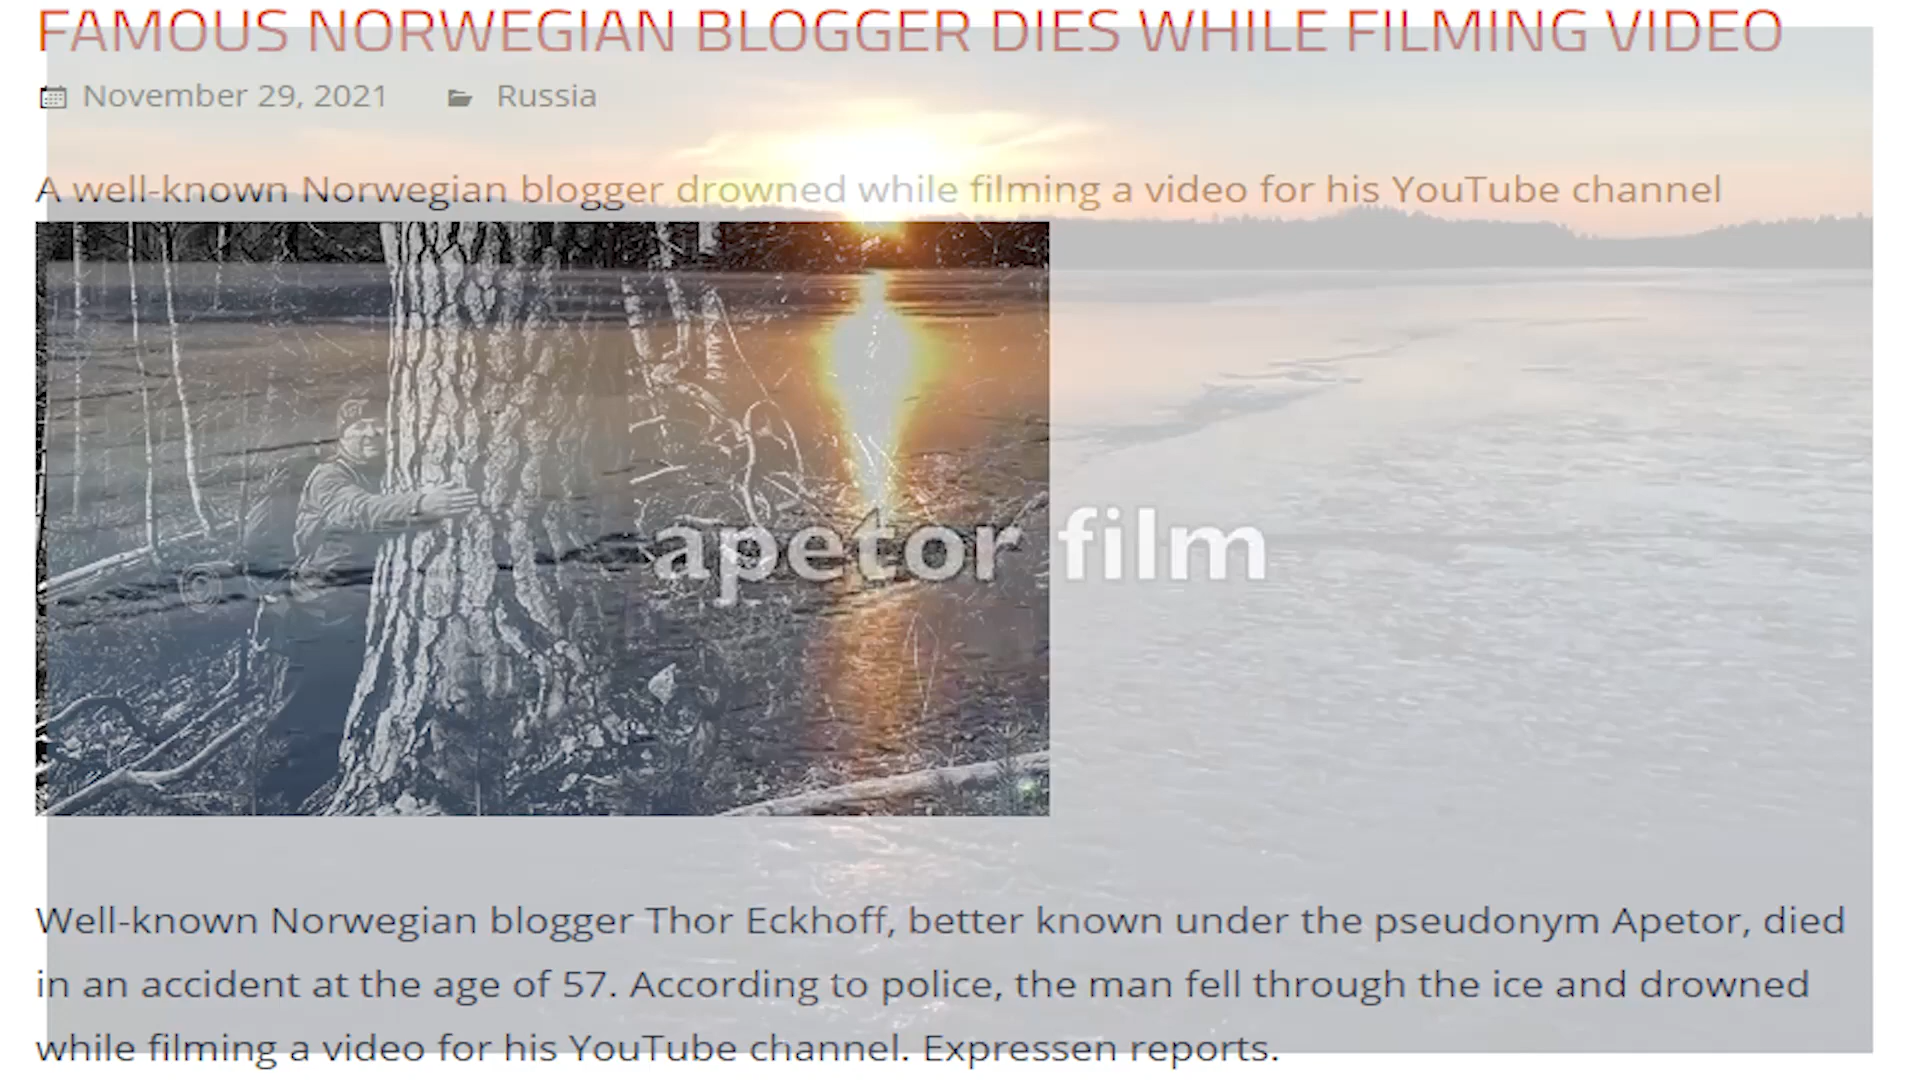 FAMOUS NORWEGIAN BLOGGER DIES WHILE FILMING VIDEO
November 29, 2021 Russia
A well-known Norwegian blogger drowned while filming a video for his YouTube channel
apetor film
Well-known Norwegian blogger Thor Eckhoff, better known under the pseudonym Apetor, died
in an accident at the age of 57. According to police, the man fell through the ice and drowned
while filming a video for his YouTube channel. Expressen reports.